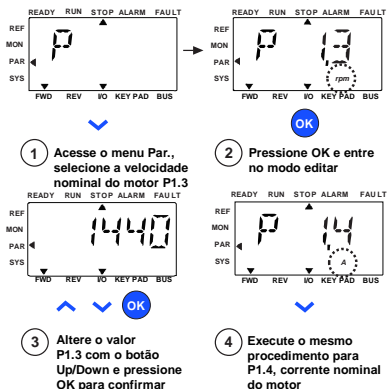 READY RUN STOP ALARM FAULT
REF
MON
PAR
SYS
P
FWD REV I/O KEYPAD BUS
READY RUN STOP ALARM FAULT
REF
MON
PAR
SYS
P 1.3
rpm
FWD REV I/O KEYPAD BUS
OK
1 Acesse o menu Par.,
selecione a velocidade
nominal do motor P1.3
2 Pressione OK e entre
no modo editar
READY RUN STOP ALARM FAULT
REF
MON
PAR
SYS
1440
FWD REV I/O KEYPAD BUS
OK
READY RUN STOP ALARM FAULT
REF
MON
PAR
SYS
P 1.4
A
FWD REV I/O KEYPAD BUS
3 Altere o valor
P1.3 com o botão
Up/Down e pressione
OK para confirmar
4 Execute o mesmo
procedimento para
P1.4, corrente nominal
do motor